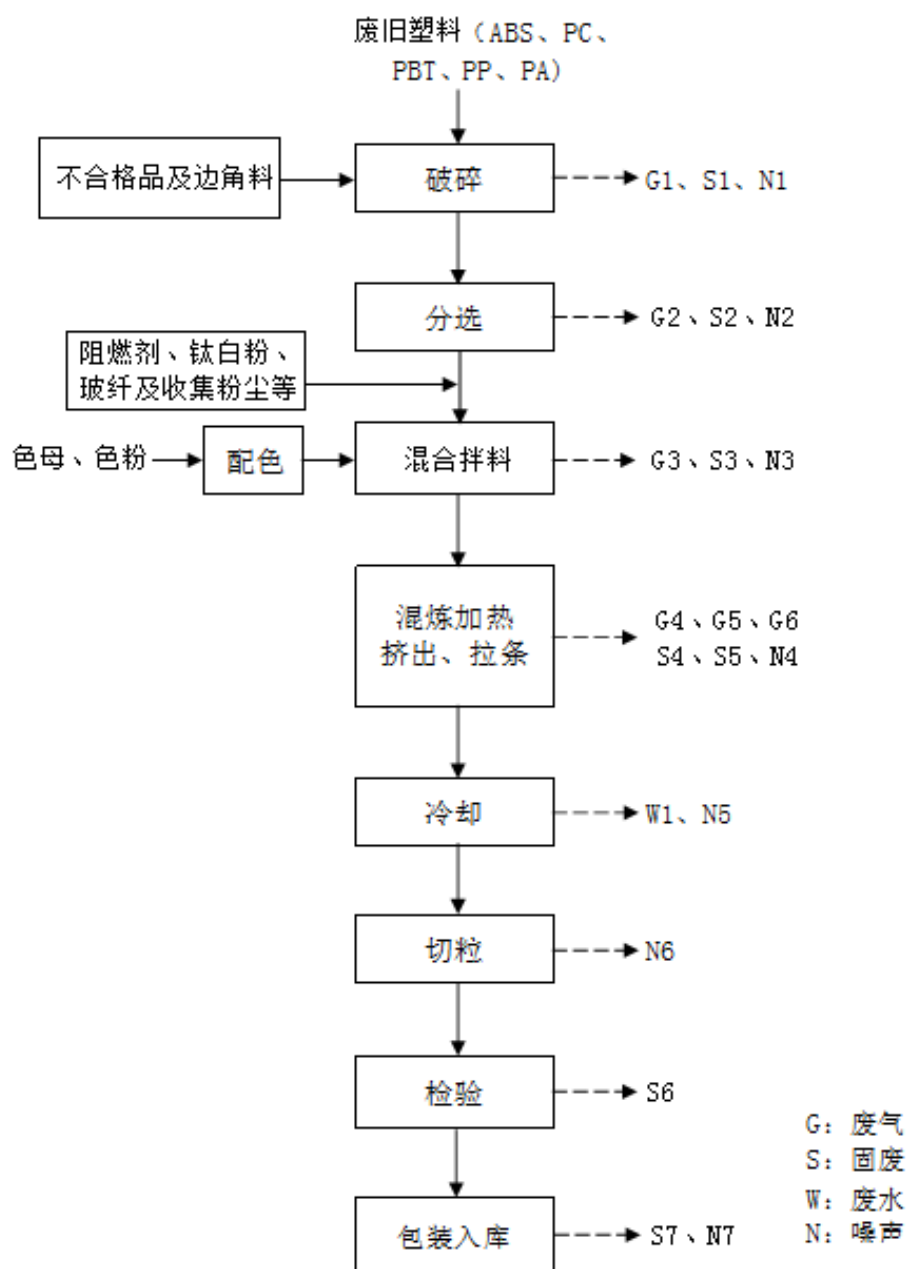 废旧塑料（ABS、PC、
PBT、PP、PA）
不合格品及边角料
破碎
G1、S1、N1
分选
G2、S2、N2
阻燃剂、钛白粉、
玻纤及收集粉尘等
色母、色粉
配色
混合拌料
G3、S3、N3
混炼加热
挤出、拉条
G4、G5、G6
S4、S5、N4
冷却
W1、N5
切粒
N6
检验
S6
包装入库
S7、N7
G：废气
S：固废
W：废水
N：噪声